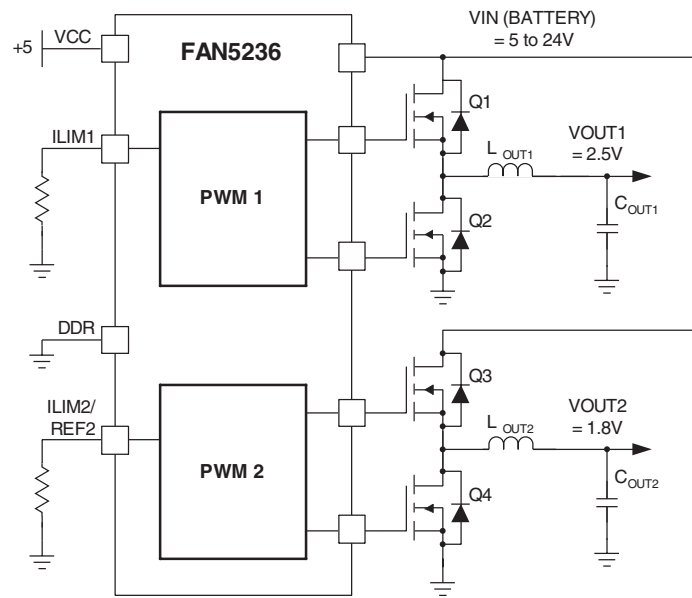 VIN (BATTERY)
= 5 to 24V
VCC
+5
FAN5236
Q1
ILIM1
L OUT1
VOUT1
= 2.5V
PWM 1
COUT1
Q2
DDR
Q3
ILIM2/
REF2
L OUT2
VOUT2
= 1.8V
PWM 2
COUT2
Q4